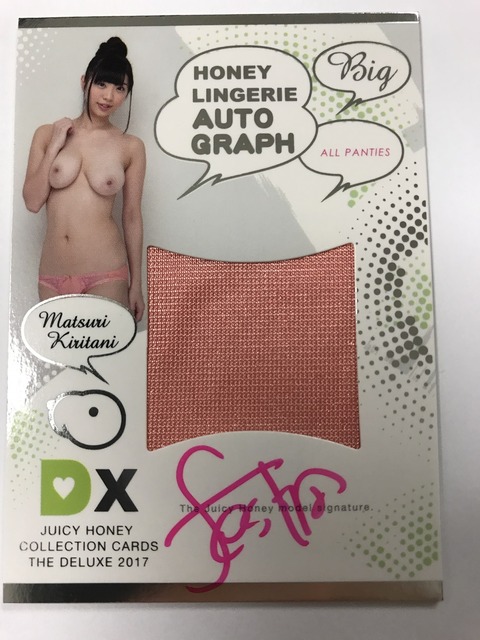 HONEY
LINGERIE
AUTO
GRAPH
Big
ALL PANTIES
Matsuri
Kiritani
DX
The Juicy Honey model signature.
JUICY HONEY
COLLECTION CARDS
THE DELUXE 2017